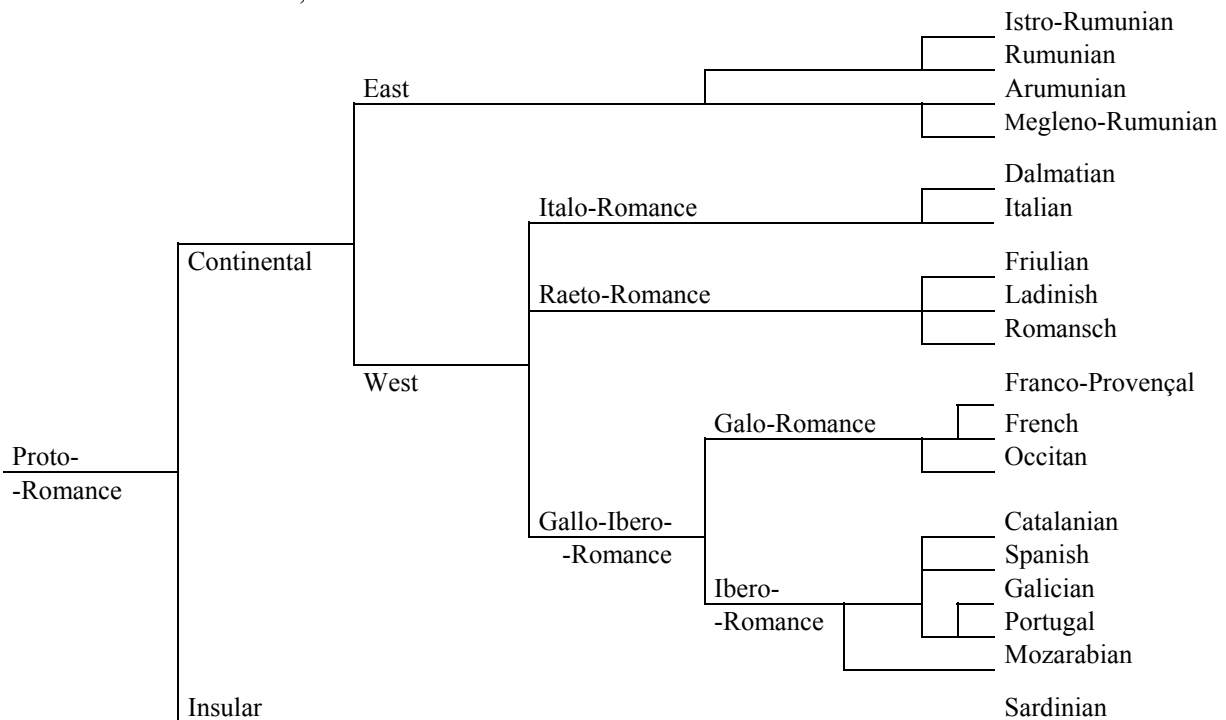 Istro-Rumunian
Rumunian
East
Arumunian
Megleno-Rumunian
Dalmatian
Italo-Romance
Italian
Continental
Friulian
Raeto-Romance
Ladinish
Romansch
West
Franco-Provençal
Galo-Romance
French
Proto-
-Romance
Occitan
Gallo-Ibero-
-Romance
Catalanian
Spanish
Ibero-
-Romance
Galician
Portugal
Mozarabian
Insular
Sardinian